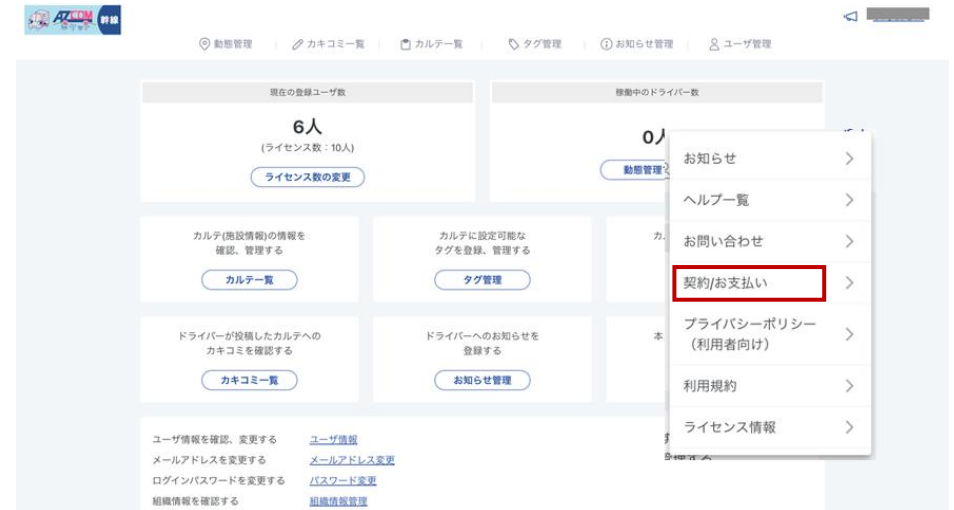 AZ-COM
ポケット
幹線
動態管理
カキコミ一覧
カルテ一覧
タグ管理
お知らせ管理
ユーザ管理
現在の登録ユーザ数
稼働中のドライバー数
6人
0人
(ライセンス数：10人)
ライセンス数の変更
動態管理
お知らせ
ヘルプ一覧
お問い合わせ
契約/お支払い
プライバシーポリシー
（利用者向け）
利用規約
ライセンス情報
カルテ(施設情報)の情報を
確認、管理する
カルテ一覧
カルテに設定可能な
タグを登録、管理する
タグ管理
カ
ドライバーが投稿したカルテへの
カキコミを確認する
カキコミ一覧
ドライバーへのお知らせを
登録する
お知らせ管理
本
ユーザ情報を確認、変更する ユーザ情報
メールアドレスを変更する メールアドレス変更
ログインパスワードを変更する パスワード変更
組織情報を確認する 組織情報管理
管理する